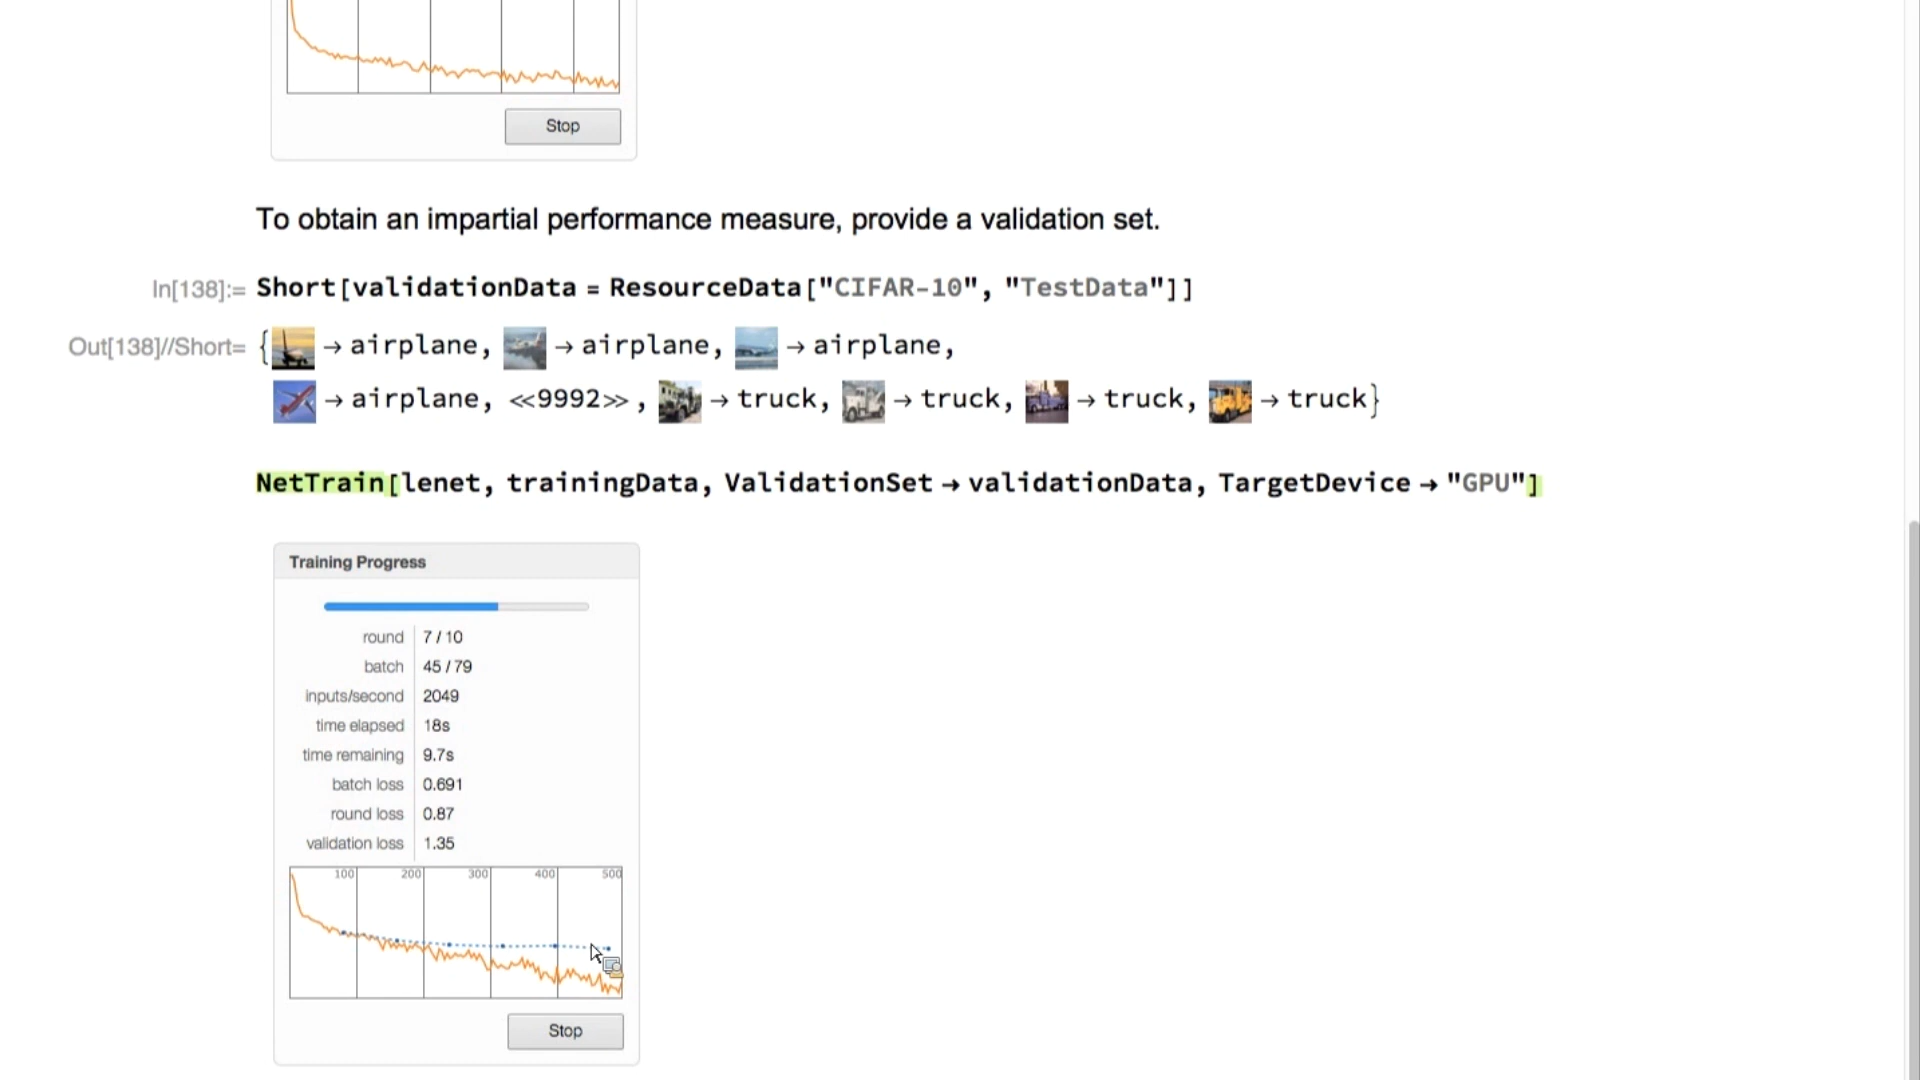 Stop
To obtain an impartial performance measure, provide a validation set.
In[138]:= Short[validationData = ResourceData["CIFAR-10", "TestData"]]
Out[138]//Short= { → airplane, → airplane, → airplane,
→ airplane, <<9992>>, → truck, → truck, → truck, → truck}
NetTrain[lenet, trainingData, ValidationSet → validationData, TargetDevice → "GPU"]
Training Progress
round 7 / 10
batch 45 / 79
inputs/second 2049
time elapsed 18s
time remaining 9.7s
batch loss 0.691
round loss 0.87
validation loss 1.35
100 200 300 400 500
Stop